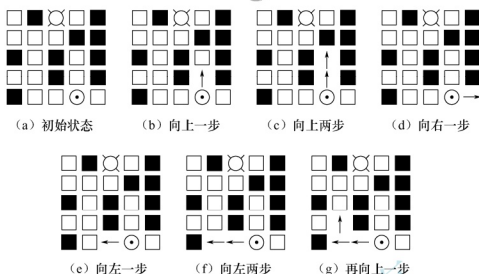 (a) 初始状态
(b) 向上一步
(c) 向上两步
(d) 向右一步
(e) 向左一步
(f) 向左两步
(g) 再向上一步